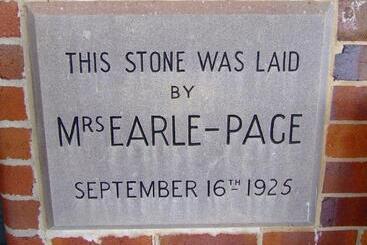 THIS STONE WAS LAID
BY
MRS EARLE-PAGE
SEPTEMBER 16TH 1925